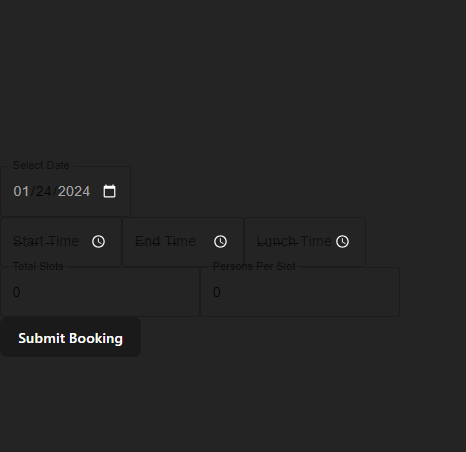 Select Date
01/24/2024
Start Time End Time Lunch Time
Total Slots Persons Per Slot
0 0
Submit Booking